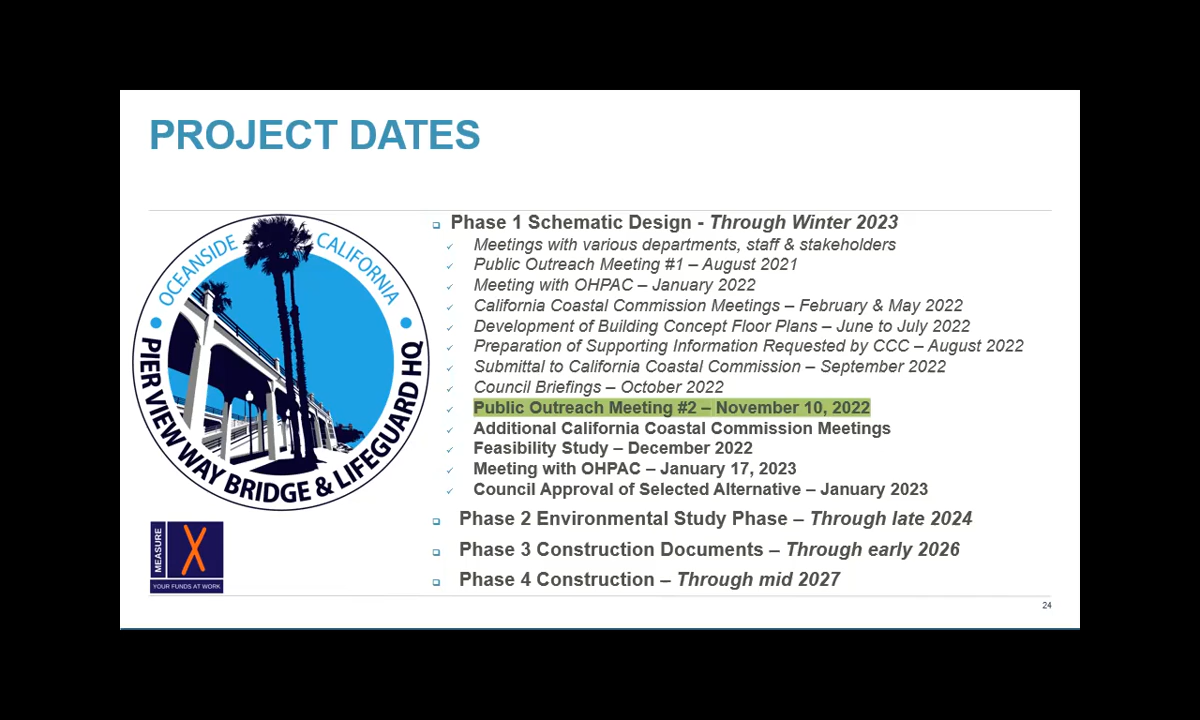 PROJECT DATES
OCEANSIDE CALIFORNIA
PIER VIEW WAY BRIDGE & LIFEGUARD HQ
MEASURE X
YOUR FUNDS AT WORK
Phase 1 Schematic Design - Through Winter 2023
Meetings with various departments, staff & stakeholders
Public Outreach Meeting #1 – August 2021
Meeting with OHPAC – January 2022
California Coastal Commission Meetings – February & May 2022
Development of Building Concept Floor Plans – June to July 2022
Preparation of Supporting Information Requested by CCC – August 2022
Submittal to California Coastal Commission – September 2022
Council Briefings – October 2022
Public Outreach Meeting #2 – November 10, 2022
Additional California Coastal Commission Meetings
Feasibility Study – December 2022
Meeting with OHPAC – January 17, 2023
Council Approval of Selected Alternative – January 2023
Phase 2 Environmental Study Phase – Through late 2024
Phase 3 Construction Documents – Through early 2026
Phase 4 Construction – Through mid 2027
24